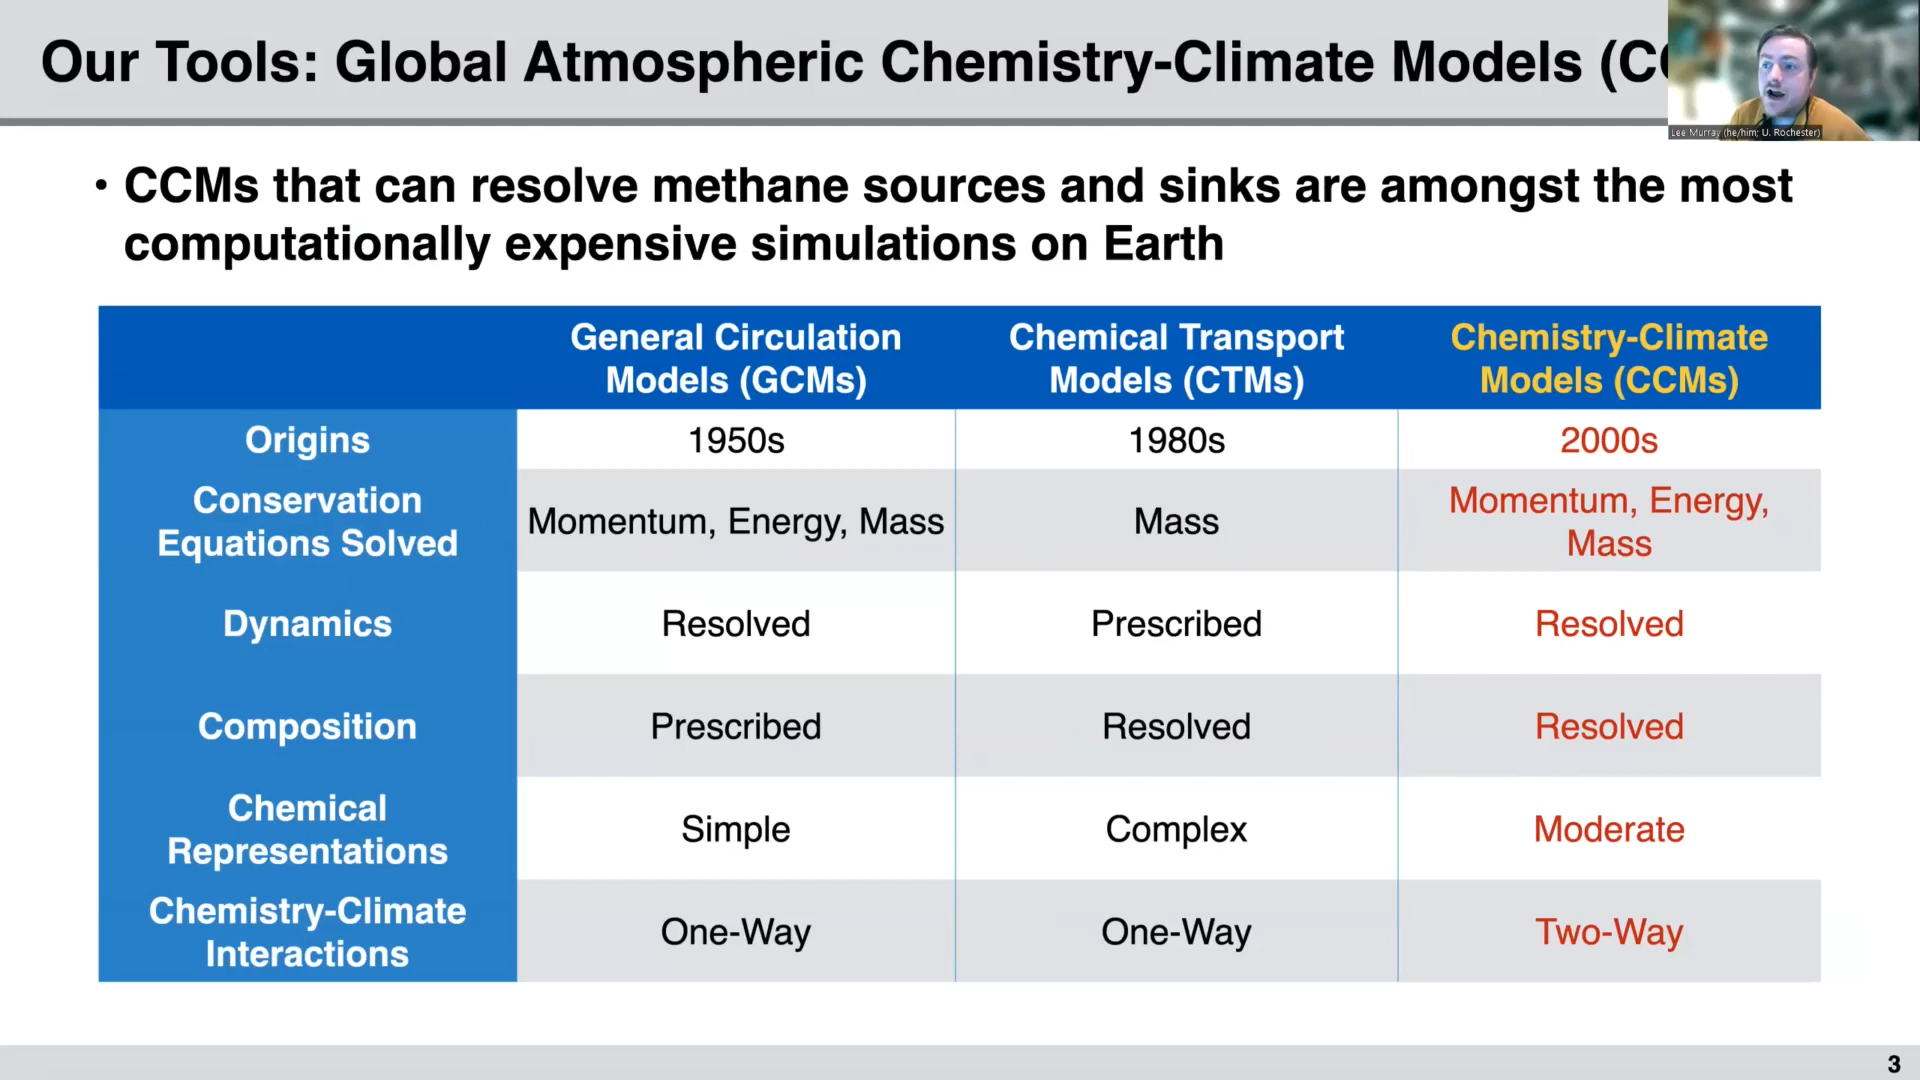 Our Tools: Global Atmospheric Chemistry-Climate Models (CC
Lee Murray (he/him; U. Rochester)
• CCMs that can resolve methane sources and sinks are amongst the most
computationally expensive simulations on Earth
General Circulation Models (GCMs)
Chemical Transport Models (CTMs)
Chemistry-Climate Models (CCMs)
Origins
1950s
1980s
2000s
Conservation Equations Solved
Momentum, Energy, Mass
Mass
Momentum, Energy, Mass
Dynamics
Resolved
Prescribed
Resolved
Composition
Prescribed
Resolved
Resolved
Chemical Representations
Simple
Complex
Moderate
Chemistry-Climate Interactions
One-Way
One-Way
Two-Way
3